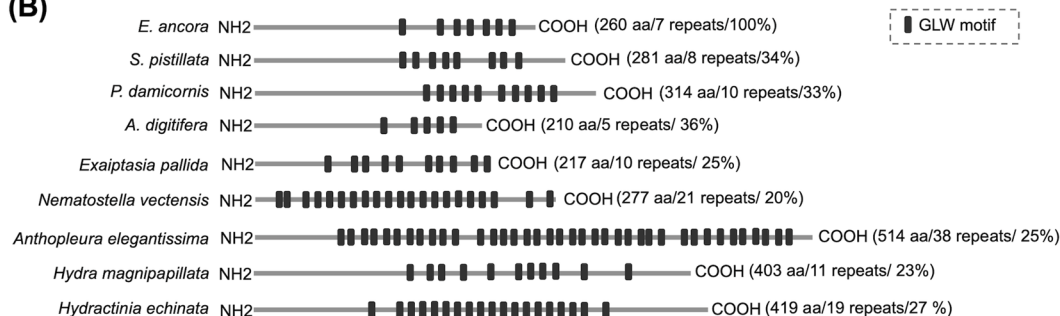 (B)
E. ancora NH2 COOH (260 aa/7 repeats/100%)
GLW motif
S. pistillata NH2 COOH (281 aa/8 repeats/34%)
P. damicornis NH2 COOH (314 aa/10 repeats/33%)
A. digitifera NH2 COOH (210 aa/5 repeats/ 36%)
Exaiptasia pallida NH2 COOH (217 aa/10 repeats/ 25%)
Nematostella vectensis NH2 COOH (277 aa/21 repeats/ 20%)
Anthopleura elegantissima NH2 COOH (514 aa/38 repeats/ 25%)
Hydra magnipapillata NH2 COOH (403 aa/11 repeats/ 23%)
Hydractinia echinata NH2 COOH (419 aa/19 repeats/27 %)